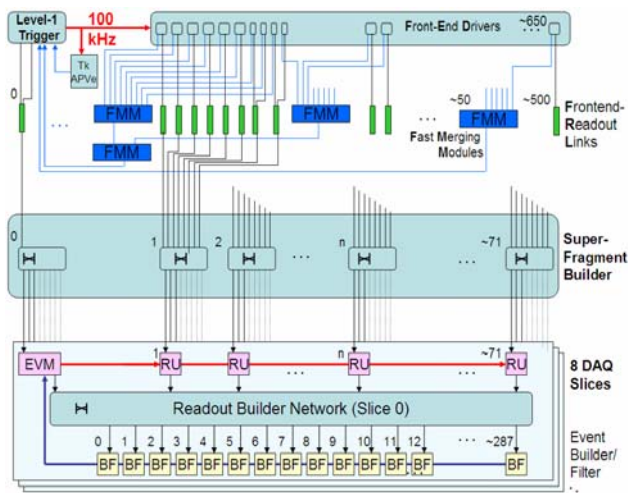 Level-1
Trigger
100
kHz
Tk
APVe
Front-End Drivers
~650
. . .
0
. . .
FMM
FMM
FMM
. . .
~50
FMM
~500
Frontend-
Readout
Links
Fast Merging
Modules
0
1
2
. . .
n
. . .
~71
Super-
Fragment
Builder
EVM
1
RU
2
RU
. . .
n
RU
. . .
~71
RU
8 DAQ
Slices
Readout Builder Network (Slice 0)
0 1 2 3 4 5 6 7 8 9 10 11 12 . . . ~287
BF BF BF BF BF BF BF BF BF BF BF BF . . BF
Event
Builder/
Filter
. .